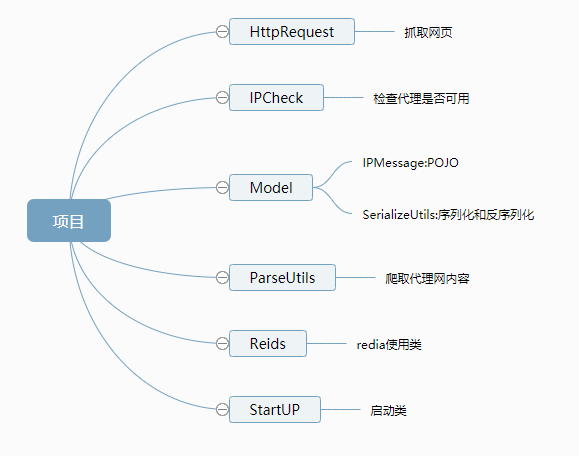 HttpRequest
抓取网页
IPCheck
检查代理是否可用
Model
IPMessage:POJO
SerializeUtils:序列化和反序列化
项目
ParseUtils
爬取代理网内容
Reids
redia使用类
StartUP
启动类